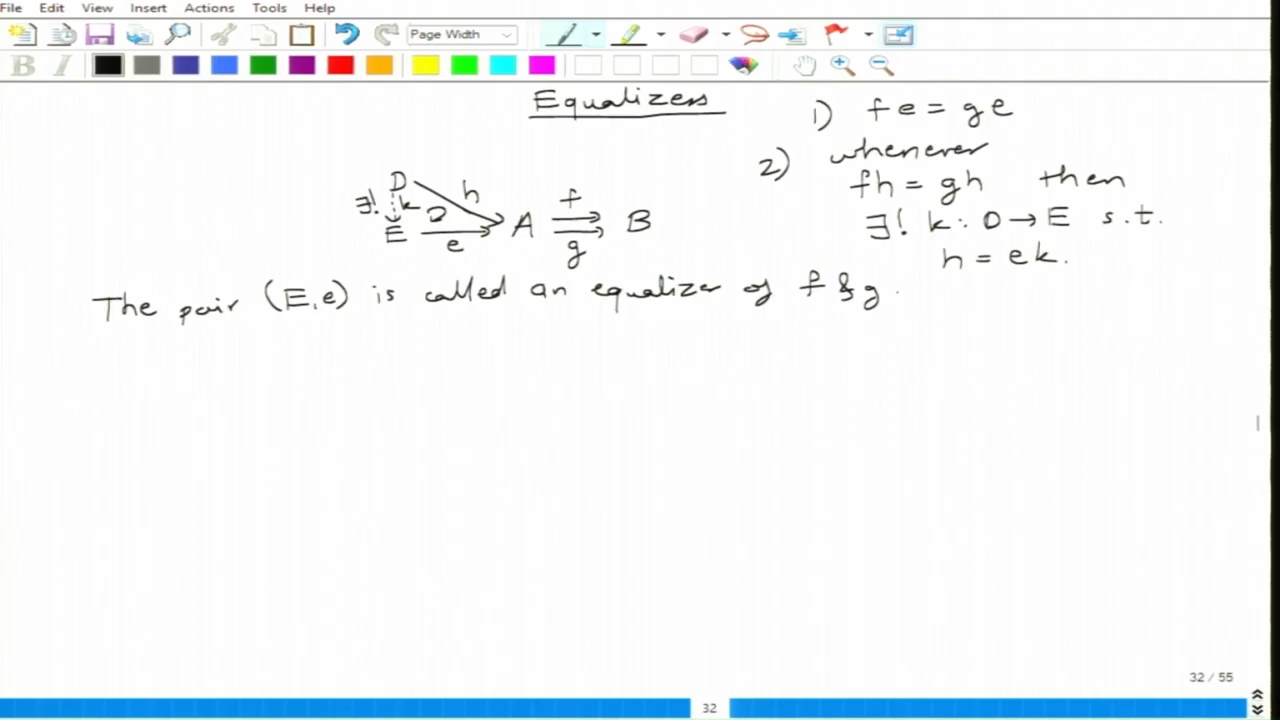 File Edit View Insert Actions Tools Help
Page Width
B I
Equalizers
1) fe = ge
2) whenever
fh = gh then
∃! k : D → E s.t.
h = ek.
D h
∃! k
E e A f g B
The pair (E, e) is called an equalizer of f & g.
32 / 55
32